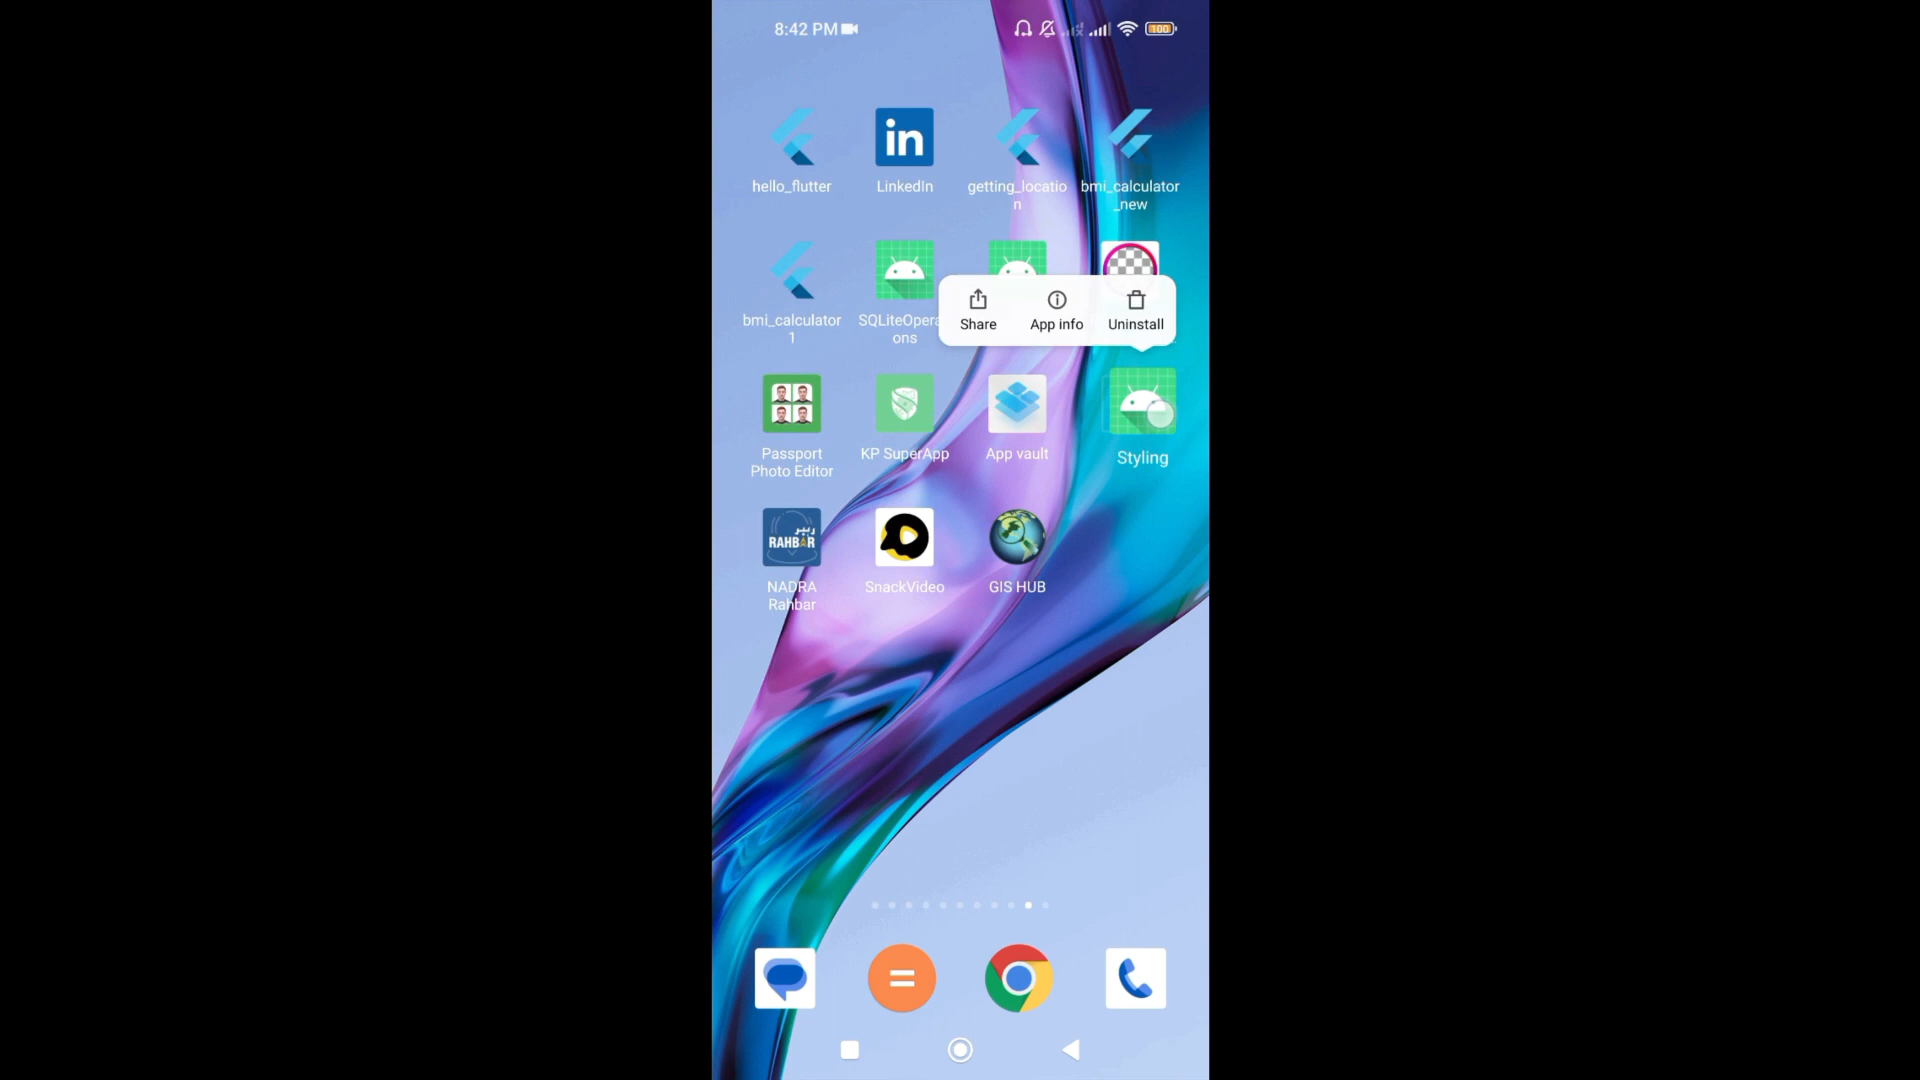 8:42 PM
100
in
hello_flutter
LinkedIn
getting_locatio
n
bmi_calculator
_new
bmi_calculator
1
SQLiteOpera
ons
Share
App info
Uninstall
Passport
Photo Editor
KP SuperApp
App vault
Styling
رہبر
RAHBAR
NADRA
Rahbar
SnackVideo
GIS HUB